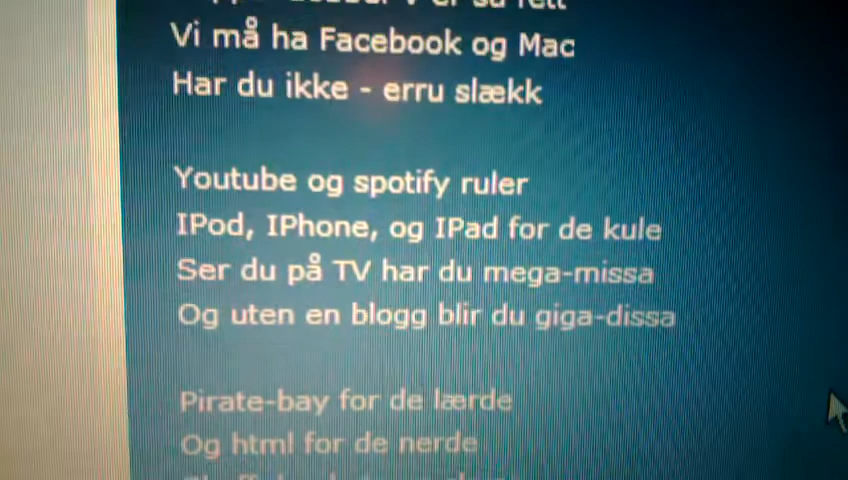 Vi må ha Facebook og Mac
Har du ikke - erru slækk
Youtube og spotify ruler
IPod, IPhone, og IPad for de kule
Ser du på TV har du mega-missa
Og uten en blogg blir du giga-dissa
Pirate-bay for de lærde
Og html for de nerde